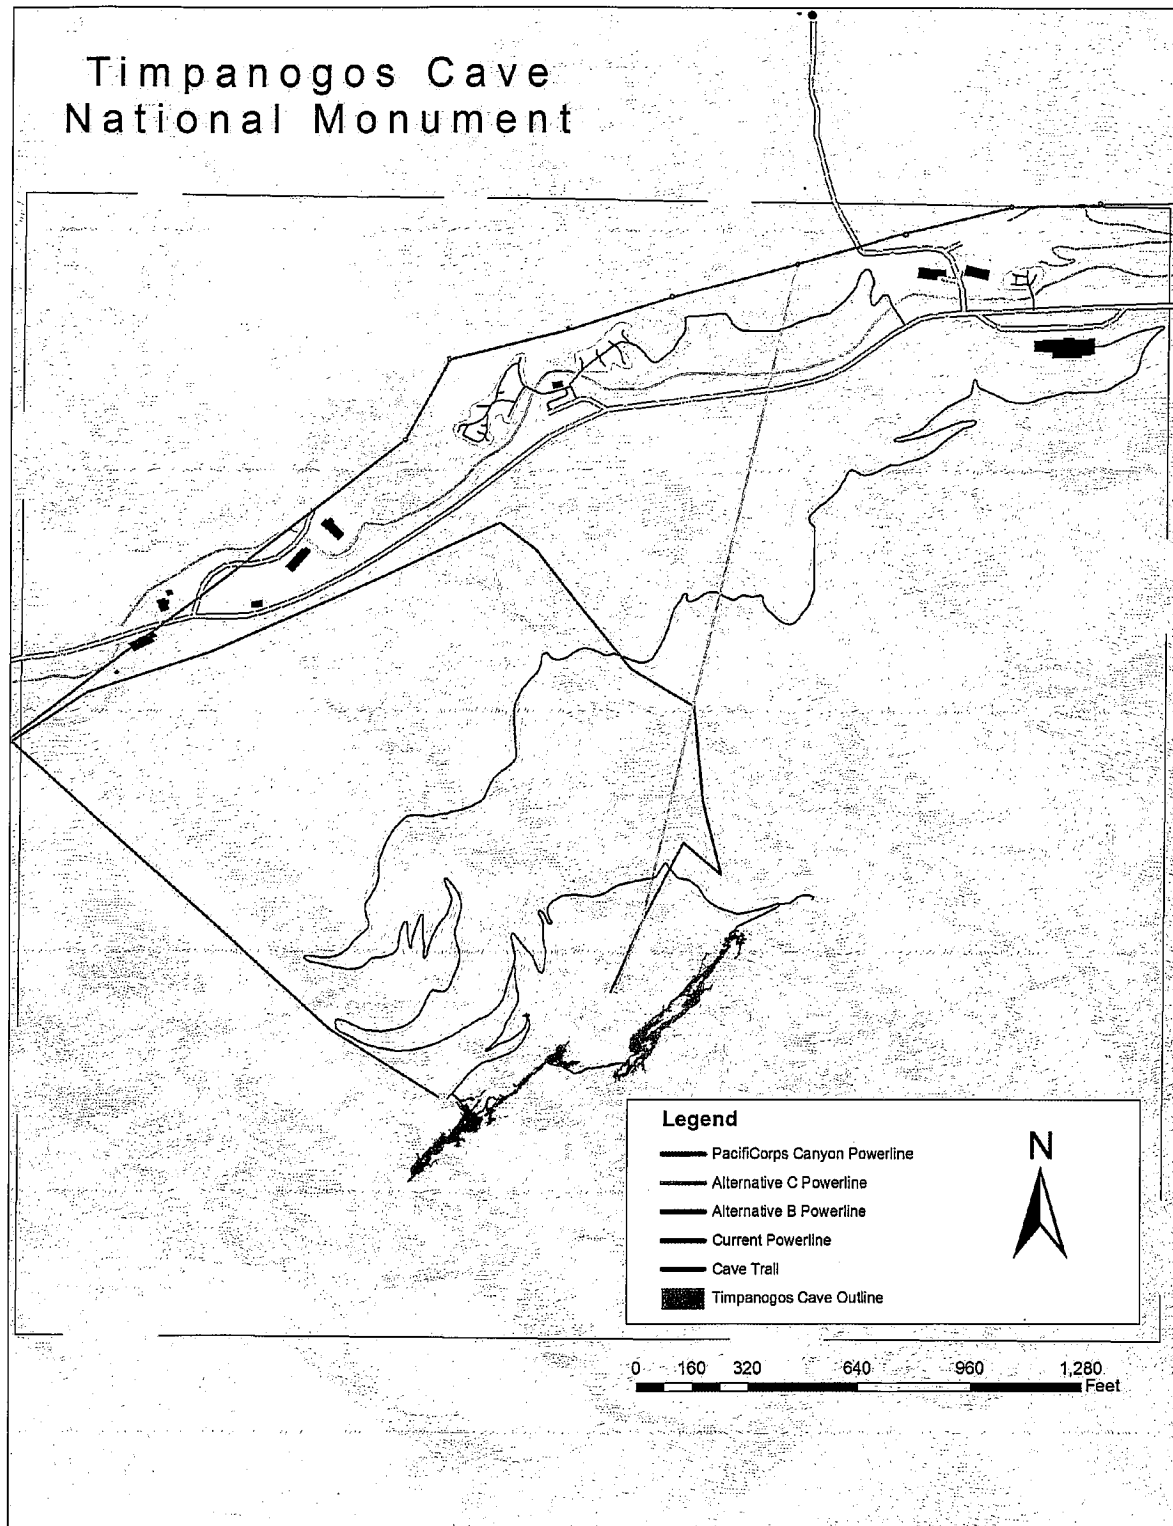 Timpanogos Cave
National Monument
Legend
PacifiCorps Canyon Powerline
Alternative C Powerline
Alternative B Powerline
Current Powerline
Cave Trail
Timpanogos Cave Outline
N
0 160 320 640 960 1,280
Feet